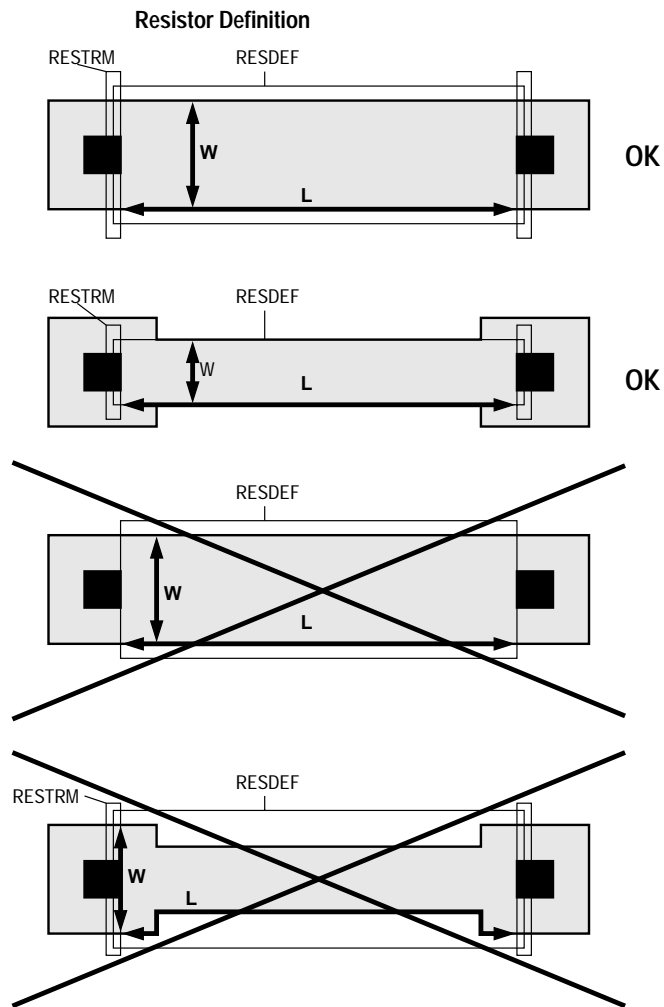 Resistor Definition
RESTRM RESDEF
W
OK
L
RESTRM RESDEF
W
L
OK
RESDEF
W
L
RESDEF
RESTRM
W
L